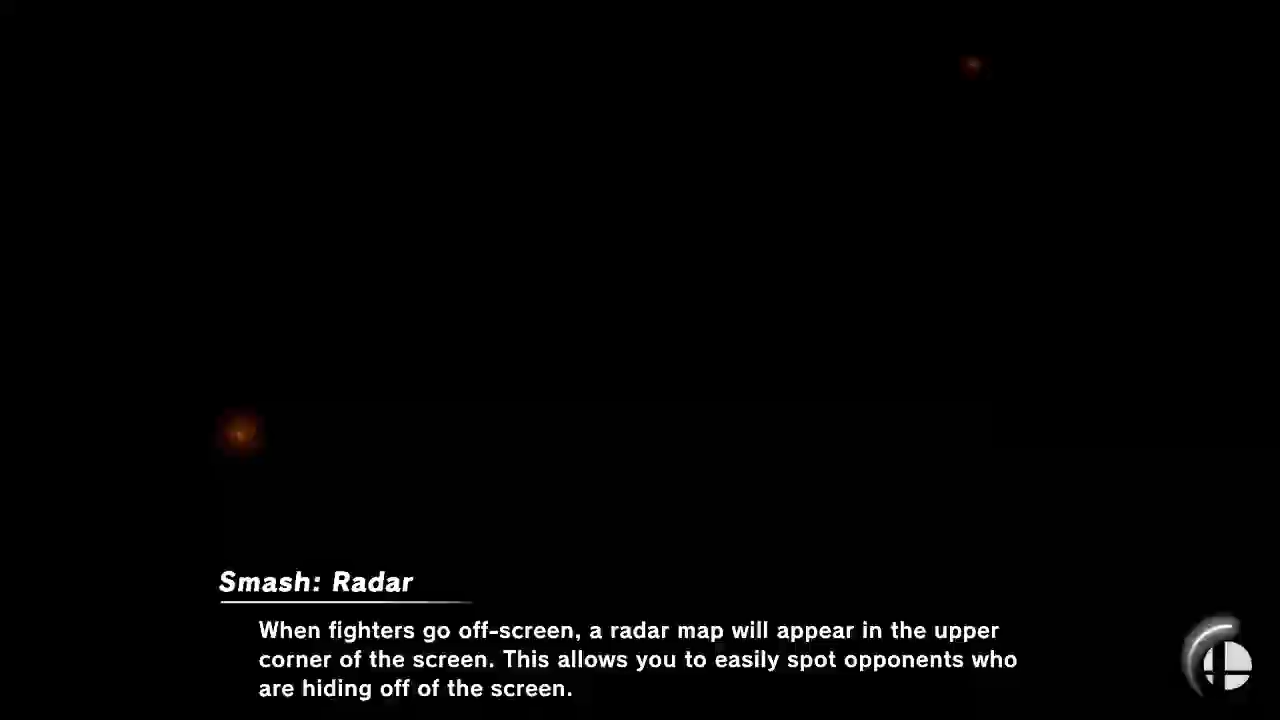 Smash: Radar
When fighters go off-screen, a radar map will appear in the upper
corner of the screen. This allows you to easily spot opponents who
are hiding off of the screen.